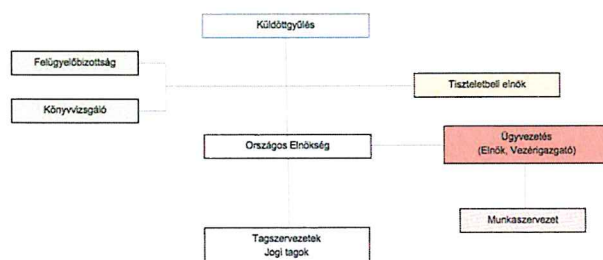 Küldöttgyűlés
Felügyelőbizottság
Tiszteletbeli elnök
Könyvvizsgáló
Országos Elnökség
Ügyvezetés
(Elnök, Vezérigazgató)
Munkaszervezet
Tagszervezetek
Jogi tagok